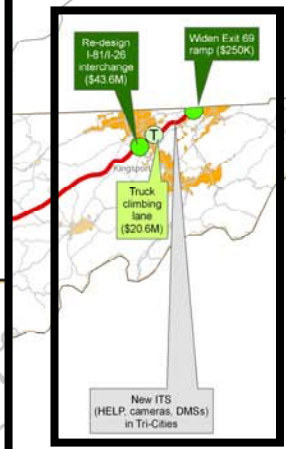 Re-design
I-81/I-26
interchange
($43.6M)
Widen Exit 69
ramp ($250K)
T
Kingsport
Truck
climbing
lane
($20.6M)
New ITS
(HELP, cameras, DMSs)
in Tri-Cities